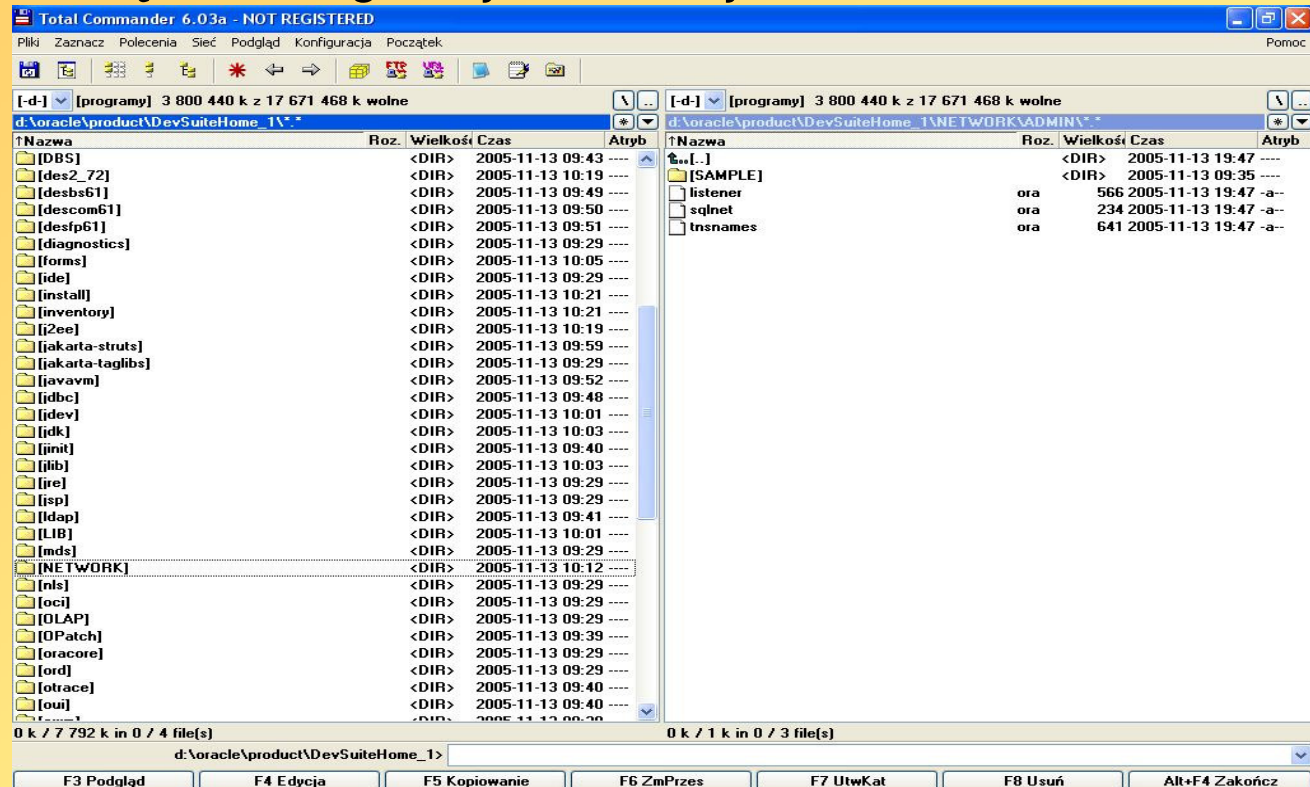 Total Commander 6.03a - NOT REGISTERED
Pliki Zaznacz Polecenia Sieć Podgląd Konfiguracja Początek Pomoc
[-d-] [programy] 3 800 440 k z 17 671 468 k wolne \ ..
d:\oracle\product\DevSuiteHome_1\*.* *
↑Nazwa Roz. Wielkość Czas Atryb
[DBS] <DIR> 2005-11-13 09:43 ----
[des2_72] <DIR> 2005-11-13 10:19 ----
[desbs61] <DIR> 2005-11-13 09:49 ----
[descom61] <DIR> 2005-11-13 09:50 ----
[desfp61] <DIR> 2005-11-13 09:51 ----
[diagnostics] <DIR> 2005-11-13 09:29 ----
[forms] <DIR> 2005-11-13 10:05 ----
[ide] <DIR> 2005-11-13 09:29 ----
[install] <DIR> 2005-11-13 10:21 ----
[inventory] <DIR> 2005-11-13 10:21 ----
[j2ee] <DIR> 2005-11-13 10:19 ----
[jakarta-struts] <DIR> 2005-11-13 09:59 ----
[jakarta-taglibs] <DIR> 2005-11-13 09:29 ----
[javavm] <DIR> 2005-11-13 09:52 ----
[jdbc] <DIR> 2005-11-13 09:48 ----
[jdev] <DIR> 2005-11-13 10:01 ----
[jdk] <DIR> 2005-11-13 10:03 ----
[jinit] <DIR> 2005-11-13 09:40 ----
[jlib] <DIR> 2005-11-13 10:03 ----
[jre] <DIR> 2005-11-13 09:29 ----
[jsp] <DIR> 2005-11-13 09:29 ----
[ldap] <DIR> 2005-11-13 09:41 ----
[LIB] <DIR> 2005-11-13 10:01 ----
[mds] <DIR> 2005-11-13 09:29 ----
[NETWORK] <DIR> 2005-11-13 10:12 ----
[nls] <DIR> 2005-11-13 09:29 ----
[oci] <DIR> 2005-11-13 09:29 ----
[OLAP] <DIR> 2005-11-13 09:29 ----
[OPatch] <DIR> 2005-11-13 09:39 ----
[oracore] <DIR> 2005-11-13 09:29 ----
[ord] <DIR> 2005-11-13 09:29 ----
[otrace] <DIR> 2005-11-13 09:40 ----
[oui] <DIR> 2005-11-13 09:40 ----
0 k / 7 792 k in 0 / 4 file(s)
[-d-] [programy] 3 800 440 k z 17 671 468 k wolne \ ..
d:\oracle\product\DevSuiteHome_1\NETWORK\ADMIN\*.* *
↑Nazwa Roz. Wielkość Czas Atryb
[..] <DIR> 2005-11-13 19:47 ----
[SAMPLE] <DIR> 2005-11-13 09:35 ----
listener ora 566 2005-11-13 19:47 -a--
sqlnet ora 234 2005-11-13 19:47 -a--
tnsnames ora 641 2005-11-13 19:47 -a--
0 k / 1 k in 0 / 3 file(s)
d:\oracle\product\DevSuiteHome_1>
F3 Podgląd F4 Edycja F5 Kopiowanie F6 ZmPrzes F7 UtwKat F8 Usuń Alt+F4 Zakończ